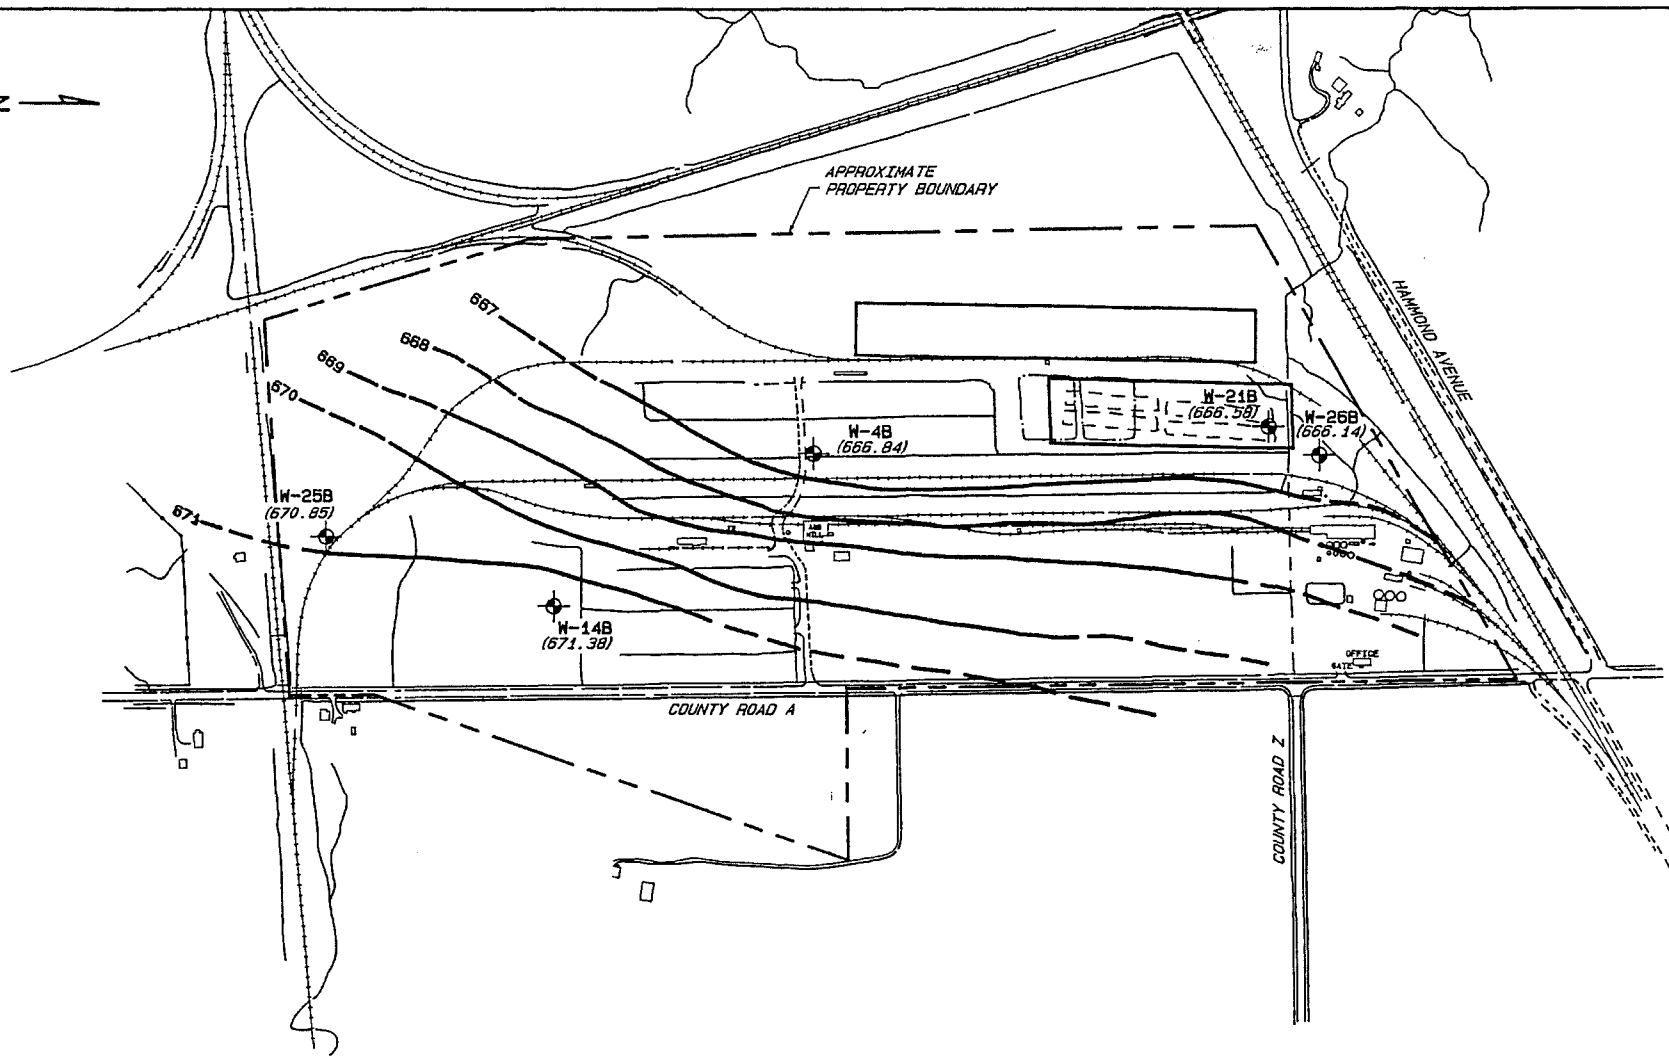 N
APPROXIMATE
PROPERTY BOUNDARY
HAMMOND AVENUE
667
668
669
670
671
W-21B
(666.58)
W-26B
(666.14)
W-4B
(666.84)
W-25B
(670.85)
W-14B
(671.38)
OFFICE
GATE
COUNTY ROAD A
COUNTY ROAD Z